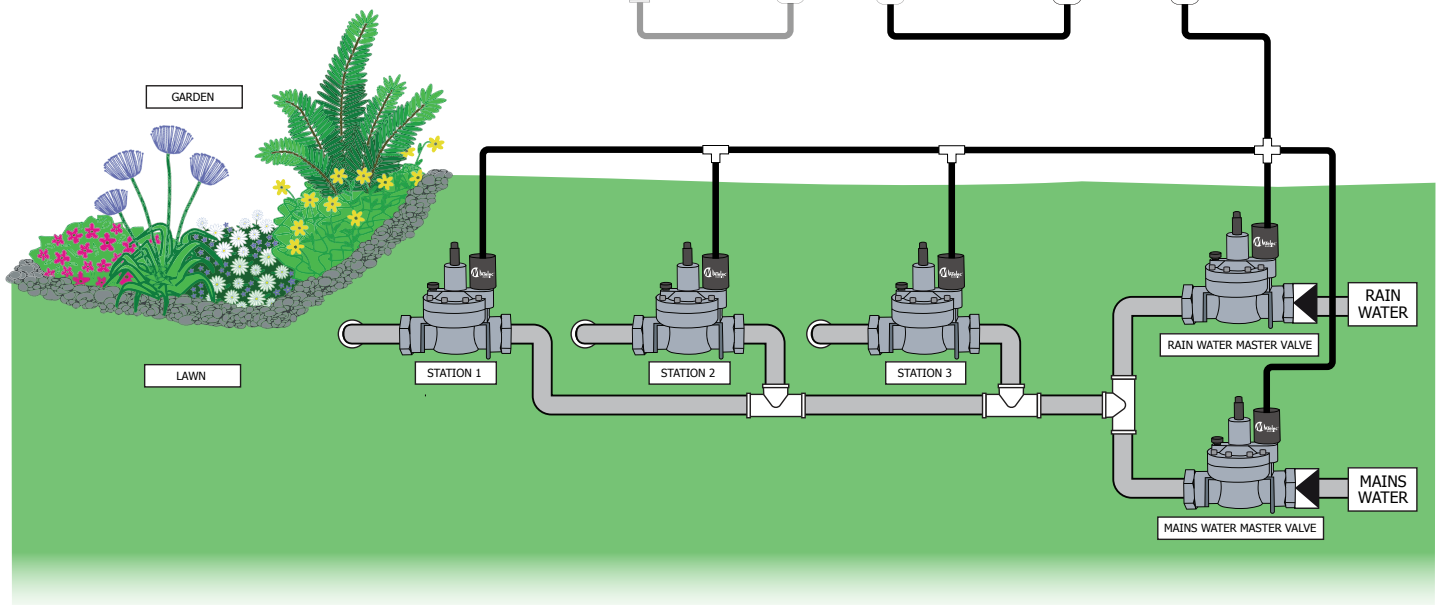 GARDEN
LAWN
STATION 1
STATION 2
STATION 3
RAIN
WATER
RAIN WATER MASTER VALVE
MAINS
WATER
MAINS WATER MASTER VALVE